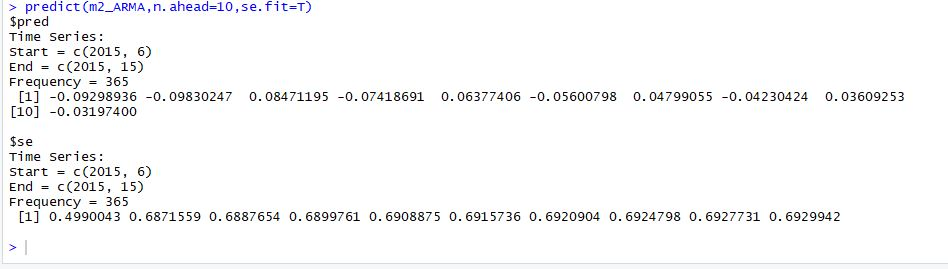 > predict(m2_ARMA,n.ahead=10,se.fit=T)
$pred
Time Series:
Start = c(2015, 6)
End = c(2015, 15)
Frequency = 365
 [1] -0.09298936 -0.09830247  0.08471195 -0.07418691  0.06377406 -0.05600798  0.04799055 -0.04230424  0.03609253
[10] -0.03197400
$se
Time Series:
Start = c(2015, 6)
End = c(2015, 15)
Frequency = 365
 [1] 0.4990043 0.6871559 0.6887654 0.6899761 0.6908875 0.6915736 0.6920904 0.6924798 0.6927731 0.6929942
>